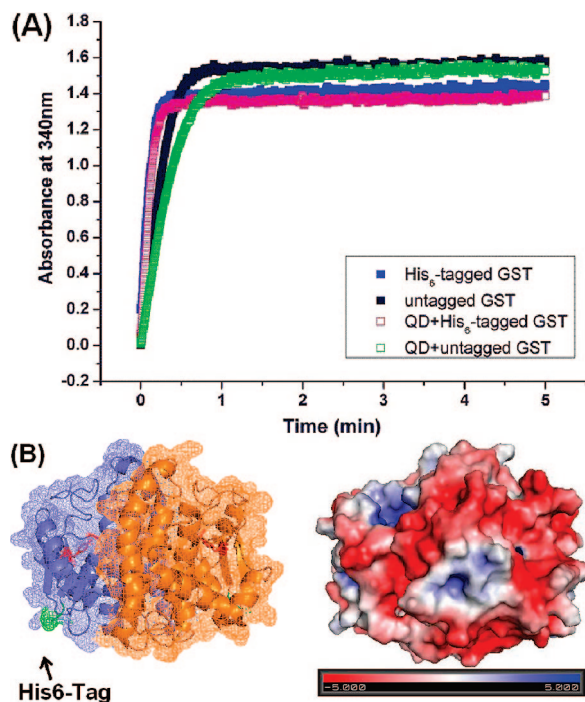 (A)
Absorbance at 340nm
1.8
1.6
1.4
1.2
1.0
0.8
0.6
0.4
0.2
0.0
-0.2
0
1
2
3
4
5
Time (min)
His6-tagged GST
untagged GST
QD+His6-tagged GST
QD+untagged GST
(B)
His6-Tag
-5.000
5.000